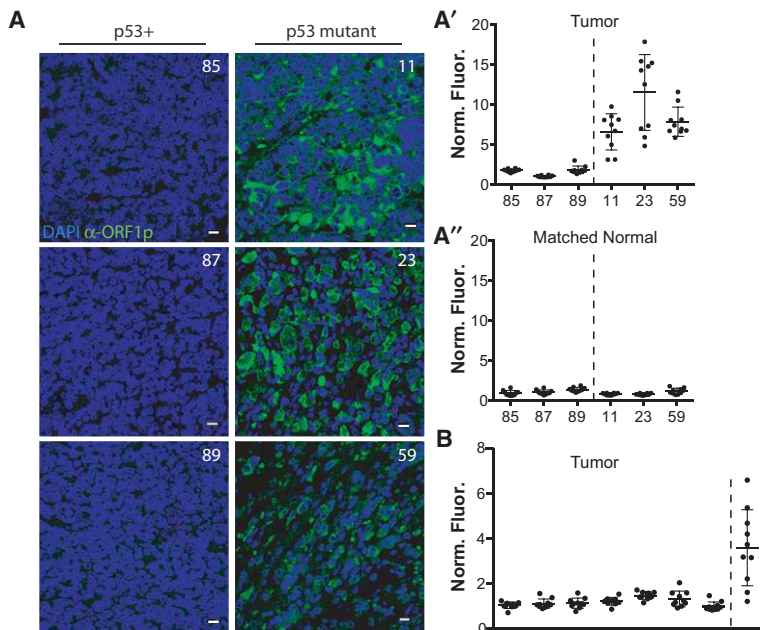 A
p53+
p53 mutant
85
11
DAPI α-ORF1p
87
23
89
59
A′
Tumor
Norm. Fluor.
20
15
10
5
0
85 87 89 11 23 59
A″
Matched Normal
Norm. Fluor.
20
15
10
5
0
85 87 89 11 23 59
B
Tumor
Norm. Fluor.
8
6
4
2
0